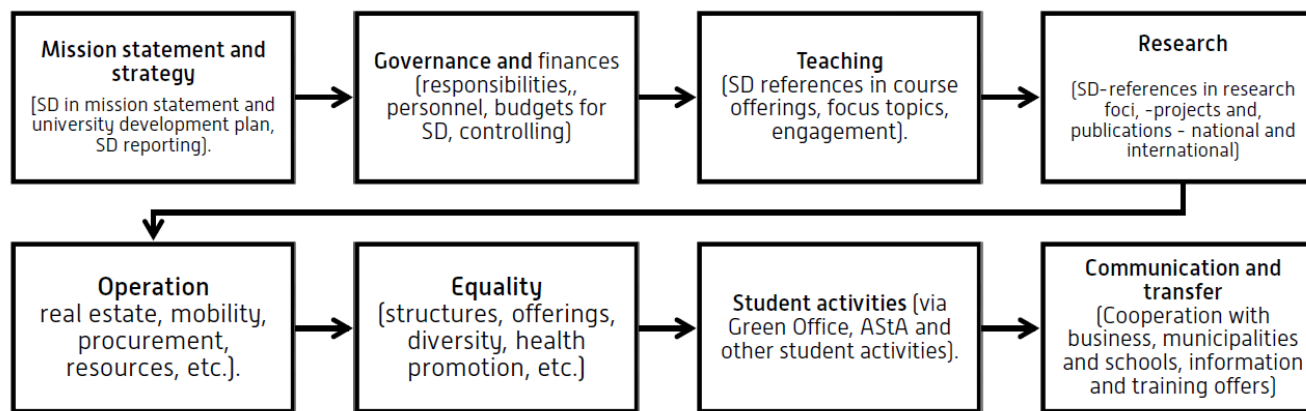 Mission statement and
strategy
(SD in mission statement and
university development plan,
SD reporting).
Governance and finances
(responsibilities,,
personnel, budgets for
SD, controlling)
Teaching
(SD references in course
offerings, focus topics,
engagement).
Research
(SD-references in research
foci, -projects and,
publications - national and
international)
Operation
real estate, mobility,
procurement,
resources, etc.).
Equality
(structures, offerings,
diversity, health
promotion, etc.)
Student activities (via
Green Office, AStA and
other student activities).
Communication and
transfer
(Cooperation with
business, municipalities
and schools, information
and training offers)